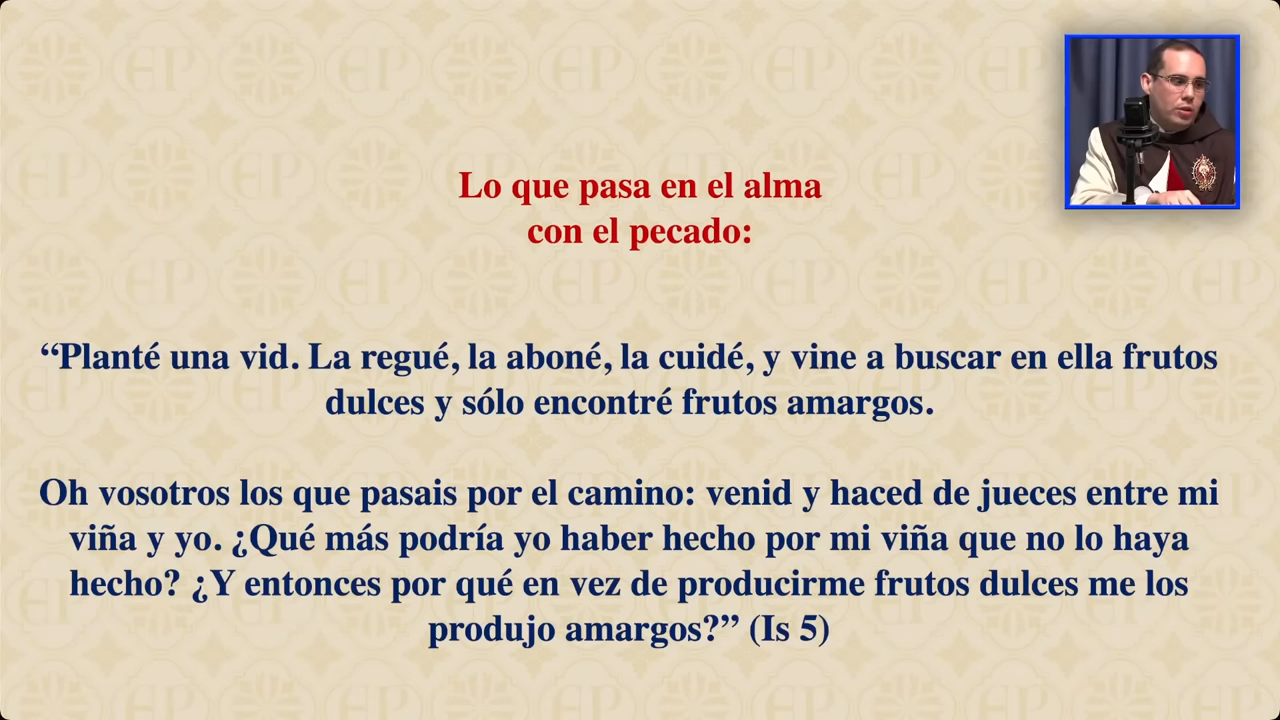 Lo que pasa en el alma
con el pecado:
“Planté una vid. La regué, la aboné, la cuidé, y vine a buscar en ella frutos
dulces y sólo encontré frutos amargos.
Oh vosotros los que pasais por el camino: venid y haced de jueces entre mi
viña y yo. ¿Qué más podría yo haber hecho por mi viña que no lo haya
hecho? ¿Y entonces por qué en vez de producirme frutos dulces me los
produjo amargos?” (Is 5)